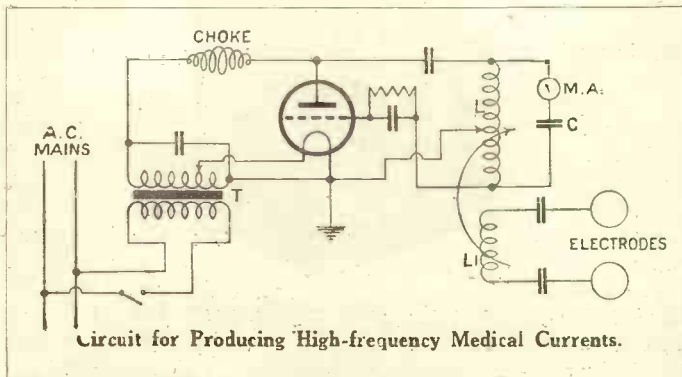 CHOKE
M.A.
A.C.
MAINS
L
C
T
ELECTRODES
L1
Circuit for Producing High-frequency Medical Currents.